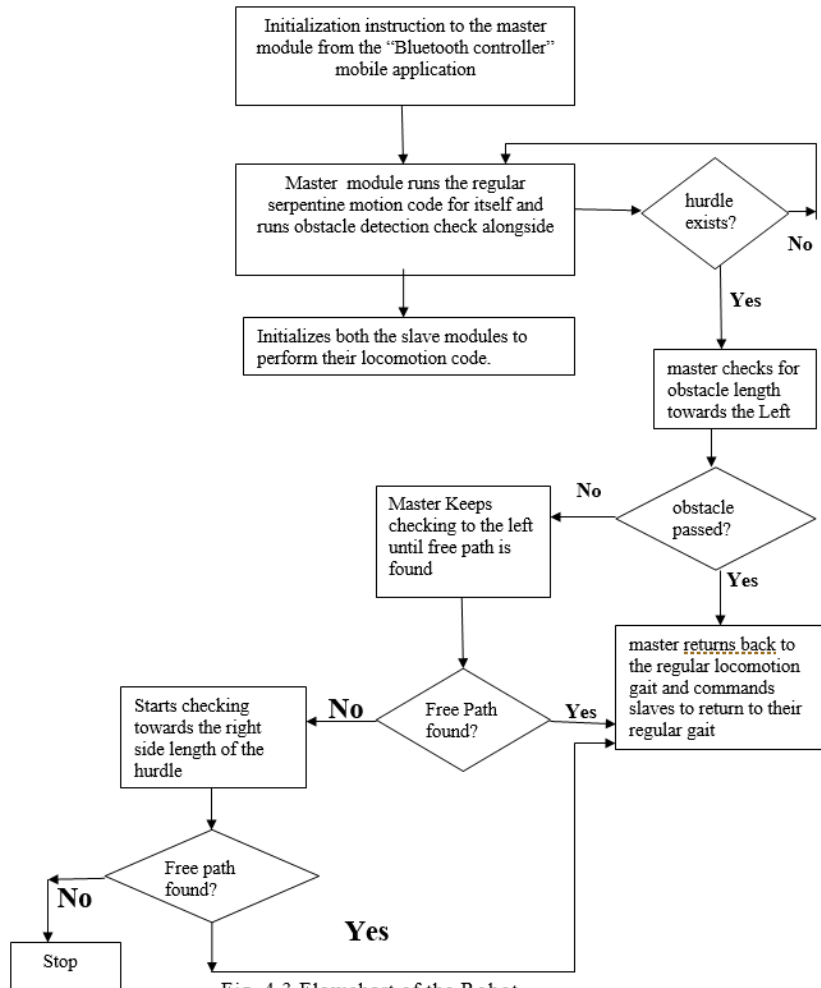 Initialization instruction to the master
module from the “Bluetooth controller”
mobile application
Master module runs the regular
serpentine motion code for itself and
runs obstacle detection check alongside
hurdle
exists?
No
Yes
Initializes both the slave modules to
perform their locomotion code.
master checks for
obstacle length
towards the Left
obstacle
passed?
No
Yes
Master Keeps
checking to the left
until free path is
found
master returns back to
the regular locomotion
gait and commands
slaves to return to their
regular gait
Free Path
found?
Yes
No
Starts checking
towards the right
side length of the
hurdle
Free path
found?
No
Yes
Stop
Fig. 4.3 Flowchart of the Robot